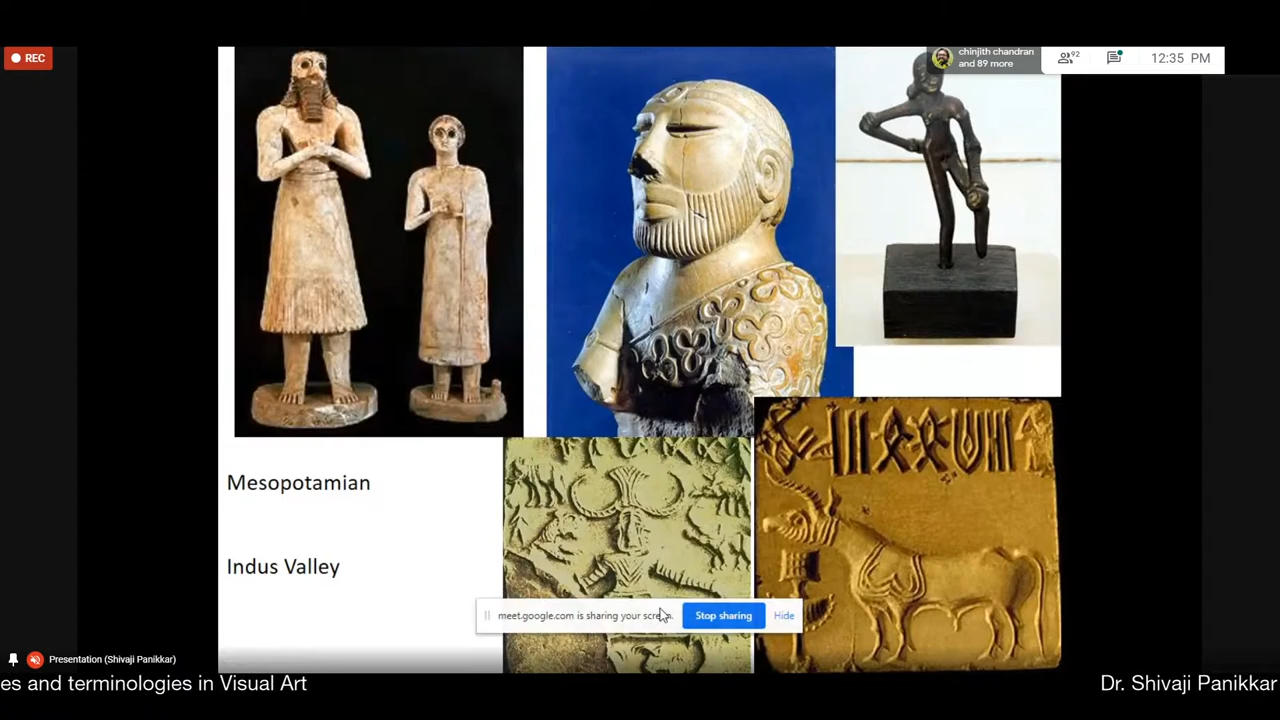 REC
chinjith chandran
and 89 more
92
12:35 PM
Mesopotamian
Indus Valley
meet.google.com is sharing your screen.
Stop sharing
Hide
Presentation (Shivaji Panikkar)
es and terminologies in Visual Art
Dr. Shivaji Panikkar